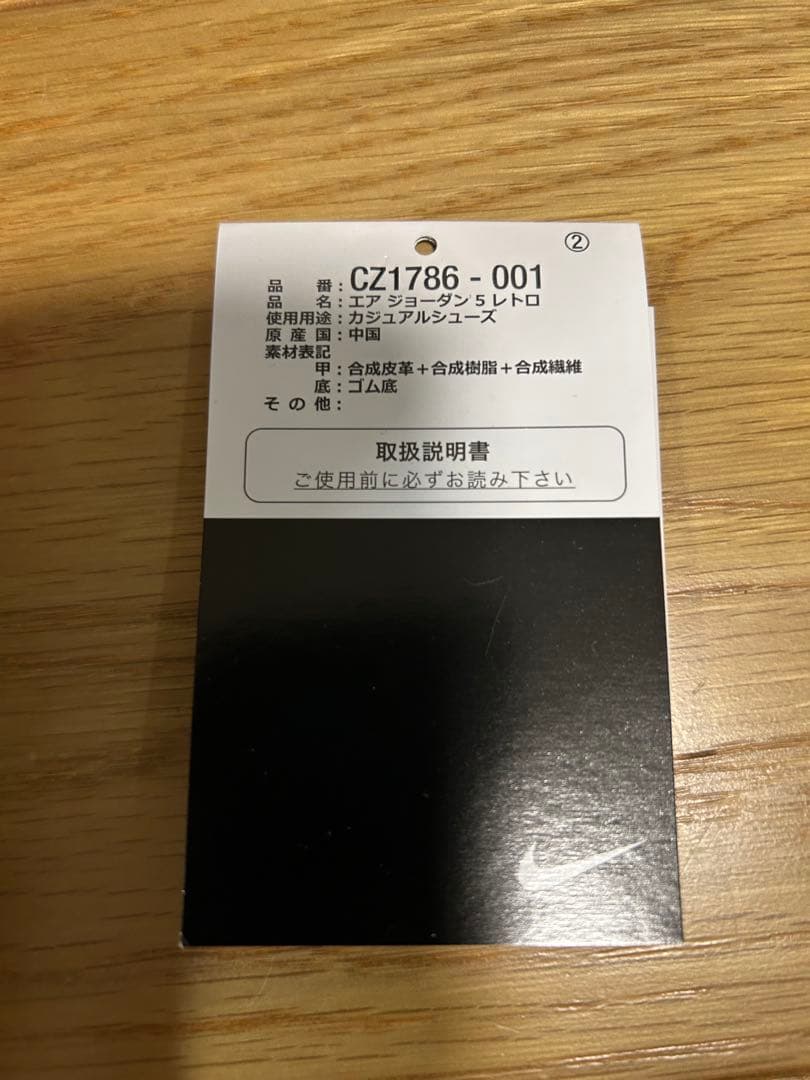 ②
品 番: CZ1786 - 001
品 名: エア ジョーダン 5 レトロ
使用用途: カジュアルシューズ
原 産 国: 中国
素材表記
甲: 合成皮革＋合成樹脂＋合成繊維
底: ゴム底
そ の 他:
取扱説明書
ご使用前に必ずお読み下さい